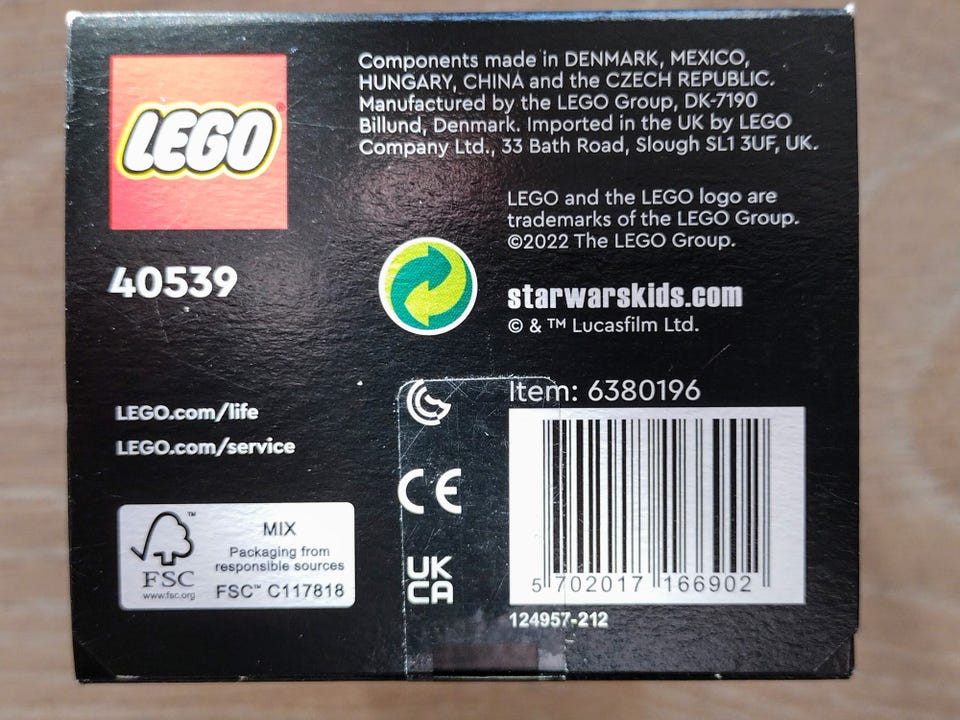 LEGO
Components made in DENMARK, MEXICO,
HUNGARY, CHINA and the CZECH REPUBLIC.
Manufactured by the LEGO Group, DK-7190
Billund, Denmark. Imported in the UK by LEGO
Company Ltd., 33 Bath Road, Slough SL1 3UF, UK.
LEGO and the LEGO logo are
trademarks of the LEGO Group.
©2022 The LEGO Group.
40539
starwarskids.com
© & ™ Lucasfilm Ltd.
Item: 6380196
LEGO.com/life
LEGO.com/service
CE
UK
CA
FSC™
www.fsc.org
MIX
Packaging from
responsible sources
FSC™ C117818
5 702017 166902
124957-212